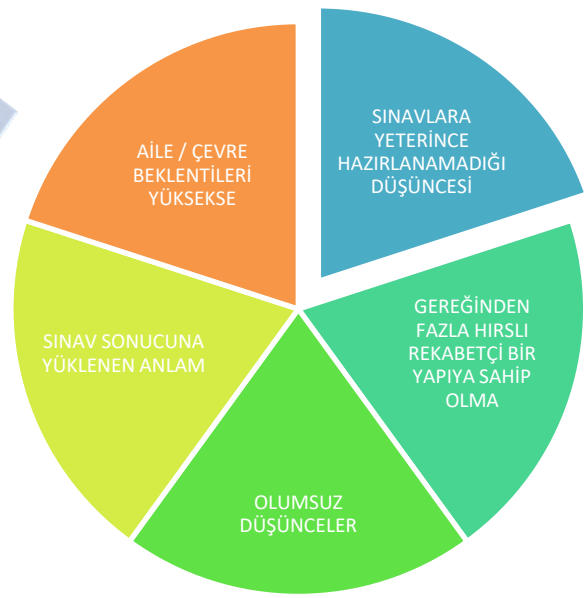 SINAVLARA
YETERİNCE
HAZIRLANAMADIĞI
DÜŞÜNCESİ
GEREĞİNDEN
FAZLA HIRSLI
REKABETÇİ BİR
YAPIYA SAHİP
OLMA
OLUMSUZ
DÜŞÜNCELER
SINAV SONUCUNA
YÜKLENEN ANLAM
AİLE / ÇEVRE
BEKLENTİLERİ
YÜKSEKSE